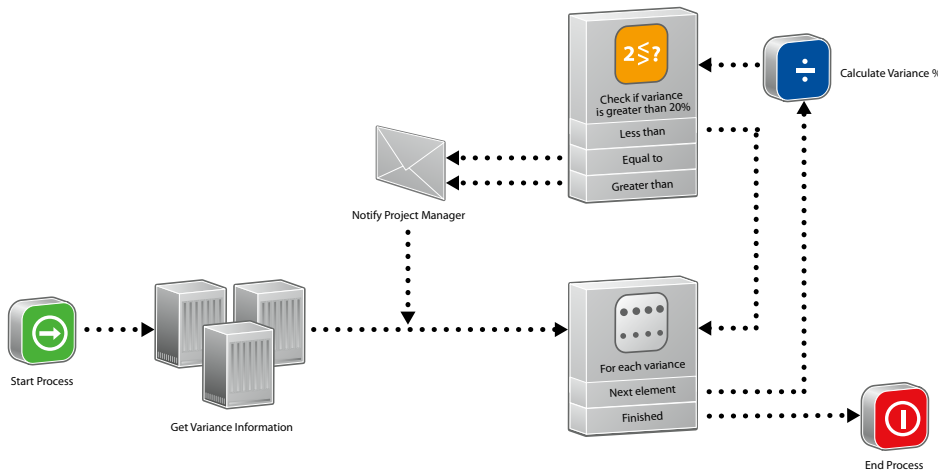 2≤≥?
Check if variance
is greater than 20%
Less than
Equal to
Greater than
Calculate Variance %
Notify Project Manager
Start Process
Get Variance Information
For each variance
Next element
Finished
End Process